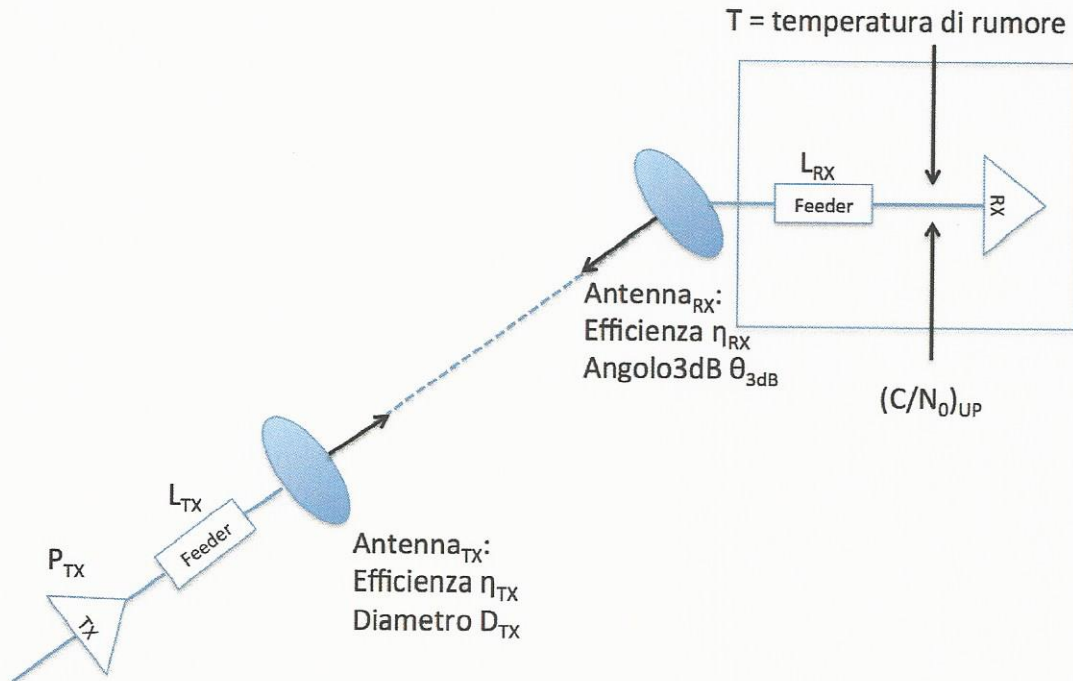 T = temperatura di rumore
L_RX
Feeder
RX
Antenna_RX:
Efficienza η_RX
Angolo3dB θ_3dB
(C/N_0)_UP
L_TX
Feeder
P_TX
TX
Antenna_TX:
Efficienza η_TX
Diametro D_TX